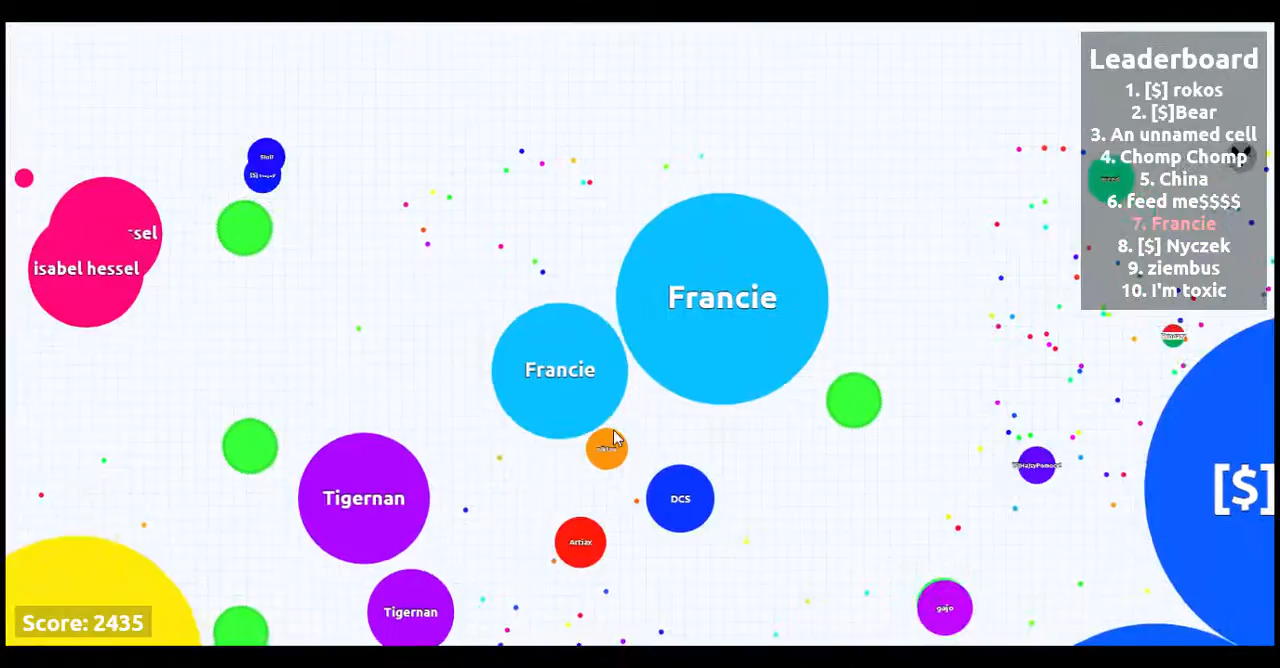 Leaderboard
1. [$] rokos
2. [$]Bear
3. An unnamed cell
4. Chomp Chomp
5. China
6. feed me$$$$
7. Francie
8. [$] Nyczek
9. ziembus
10. I'm toxic
-sel
isabel hessel
Francie
Francie
Tigernan
DCS
[$]
Artiax
Tigernan
gajo
Score: 2435